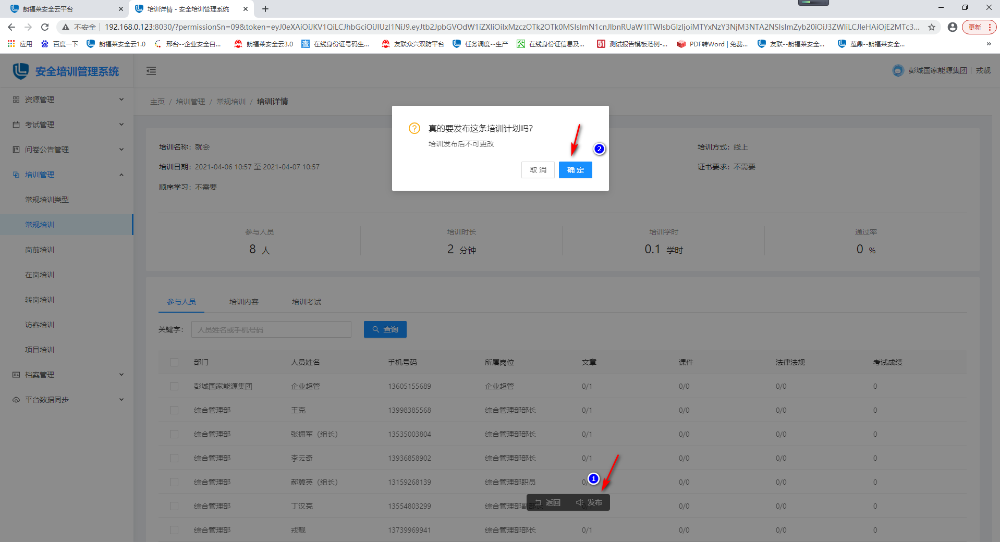 朗福莱安全云平台
培训详情 - 安全培训管理系统
不安全
应用
百度一下
朗福莱安全云1.0
邢台--企业安全自...
朗福莱安全云3.0
在线身份证号码生...
友联众兴双防平台
任务调度--生产
在线身份证信息及...
测试报告模板范例-...
PDF转Word | 免费...
友联--朗福莱安全...
蕴鼎--朗福莱安全...
»
更新
安全培训管理系统
彭城国家能源集团
戎靓
资源管理
考试管理
问卷公告管理
培训管理
常规培训类型
常规培训
岗前培训
在岗培训
转岗培训
访客培训
项目培训
档案管理
平台数据同步
主页 / 培训管理 / 常规培训 / 培训详情
真的要发布这条培训计划吗?
培训发布后不可更改
取 消
确 定
2
培训名称：就会
培训方式：线上
培训日期：2021-04-06 10:57 至 2021-04-07 10:57
证书要求：不需要
顺序学习：不需要
参与人员
8 人
培训时长
2 分钟
培训学时
0.1 学时
通过率
0 %
参与人员
培训内容
培训考试
关键字：
人员姓名或手机号码
查询
部门 人员姓名 手机号码 所属岗位 文章 课件 法律法规 考试成绩
彭城国家能源集团 企业超管 13605155689 企业超管 0/1 0/0 0/0 0
综合管理部 王克 13998385568 综合管理部部长 0/1 0/0 0/0 0
综合管理部 张拥军（组长） 13535003804 综合管理部部长 0/1 0/0 0/0 0
综合管理部 李云奇 13936858902 综合管理部部长 0/1 0/0 0/0 0
综合管理部 郝冀英（组长） 13159268139 综合管理部职员 0/ 0/0 0/0 0
1
综合管理部 丁汉亮 13554803299 综合管理部副 0/0 0/0 0
返回
发布
综合管理部 戎靓 13739969941 综合管理部部长 0/1 0/0 0/0 0